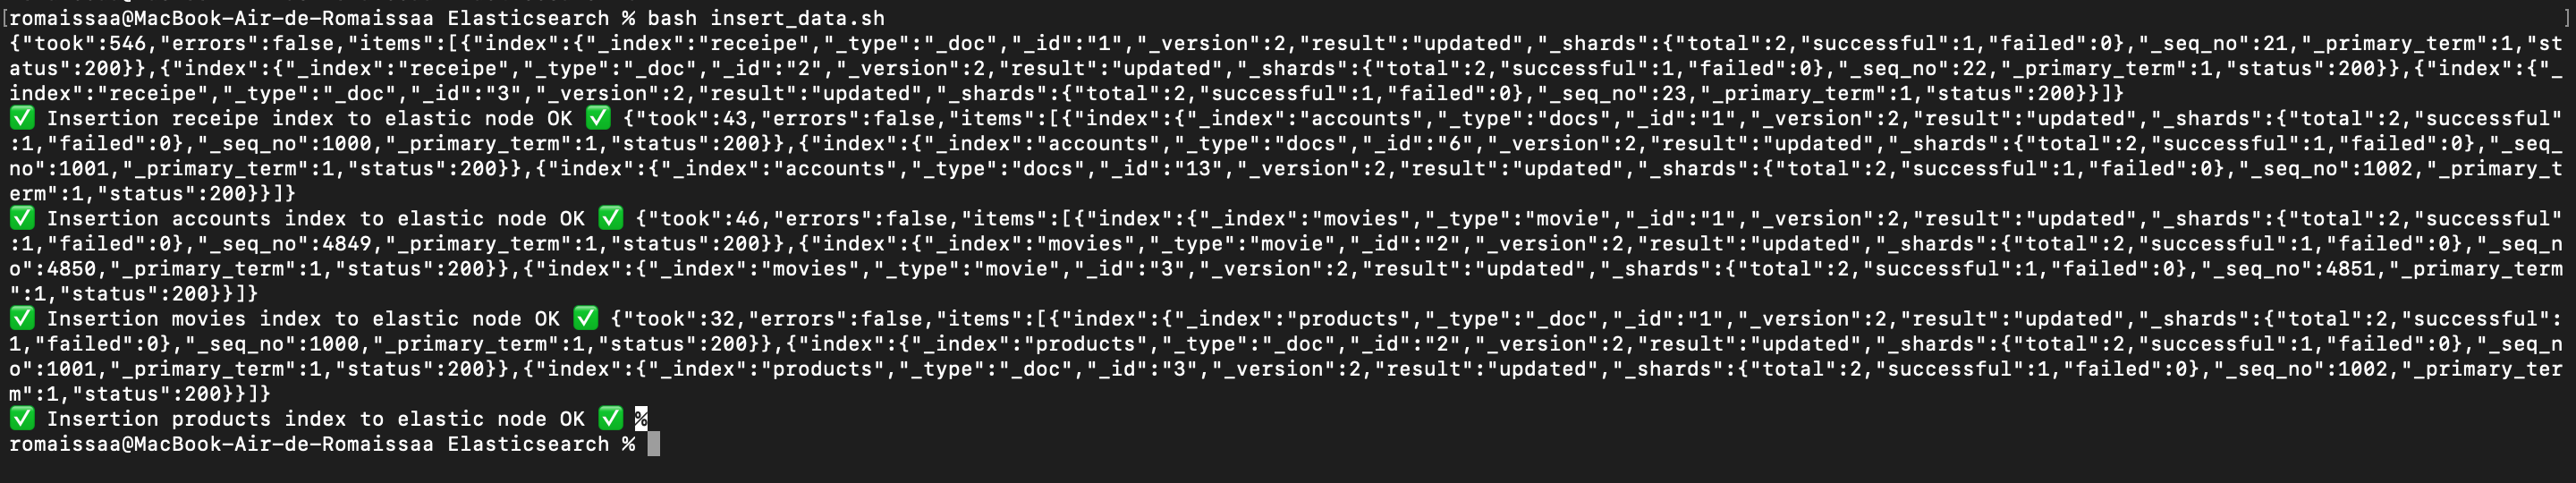 [romaissaa@MacBook-Air-de-Romaissaa Elasticsearch % bash insert_data.sh ]
{"took":546,"errors":false,"items":[{"index":{"_index":"receipe","_type":"_doc","_id":"1","_version":2,"result":"updated","_shards":{"total":2,"successful":1,"failed":0},"_seq_no":21,"_primary_term":1,"st
atus":200}},{"index":{"_index":"receipe","_type":"_doc","_id":"2","_version":2,"result":"updated","_shards":{"total":2,"successful":1,"failed":0},"_seq_no":22,"_primary_term":1,"status":200}},{"index":{"_
index":"receipe","_type":"_doc","_id":"3","_version":2,"result":"updated","_shards":{"total":2,"successful":1,"failed":0},"_seq_no":23,"_primary_term":1,"status":200}}]}
✅ Insertion receipe index to elastic node OK ✅ {"took":43,"errors":false,"items":[{"index":{"_index":"accounts","_type":"docs","_id":"1","_version":2,"result":"updated","_shards":{"total":2,"successful"
:1,"failed":0},"_seq_no":1000,"_primary_term":1,"status":200}},{"index":{"_index":"accounts","_type":"docs","_id":"6","_version":2,"result":"updated","_shards":{"total":2,"successful":1,"failed":0},"_seq_
no":1001,"_primary_term":1,"status":200}},{"index":{"_index":"accounts","_type":"docs","_id":"13","_version":2,"result":"updated","_shards":{"total":2,"successful":1,"failed":0},"_seq_no":1002,"_primary_t
erm":1,"status":200}}]}
✅ Insertion accounts index to elastic node OK ✅ {"took":46,"errors":false,"items":[{"index":{"_index":"movies","_type":"movie","_id":"1","_version":2,"result":"updated","_shards":{"total":2,"successful"
:1,"failed":0},"_seq_no":4849,"_primary_term":1,"status":200}},{"index":{"_index":"movies","_type":"movie","_id":"2","_version":2,"result":"updated","_shards":{"total":2,"successful":1,"failed":0},"_seq_n
o":4850,"_primary_term":1,"status":200}},{"index":{"_index":"movies","_type":"movie","_id":"3","_version":2,"result":"updated","_shards":{"total":2,"successful":1,"failed":0},"_seq_no":4851,"_primary_term
":1,"status":200}}]}
✅ Insertion movies index to elastic node OK ✅ {"took":32,"errors":false,"items":[{"index":{"_index":"products","_type":"_doc","_id":"1","_version":2,"result":"updated","_shards":{"total":2,"successful":
1,"failed":0},"_seq_no":1000,"_primary_term":1,"status":200}},{"index":{"_index":"products","_type":"_doc","_id":"2","_version":2,"result":"updated","_shards":{"total":2,"successful":1,"failed":0},"_seq_n
o":1001,"_primary_term":1,"status":200}},{"index":{"_index":"products","_type":"_doc","_id":"3","_version":2,"result":"updated","_shards":{"total":2,"successful":1,"failed":0},"_seq_no":1002,"_primary_ter
m":1,"status":200}}]}
✅ Insertion products index to elastic node OK ✅ %
romaissaa@MacBook-Air-de-Romaissaa Elasticsearch %